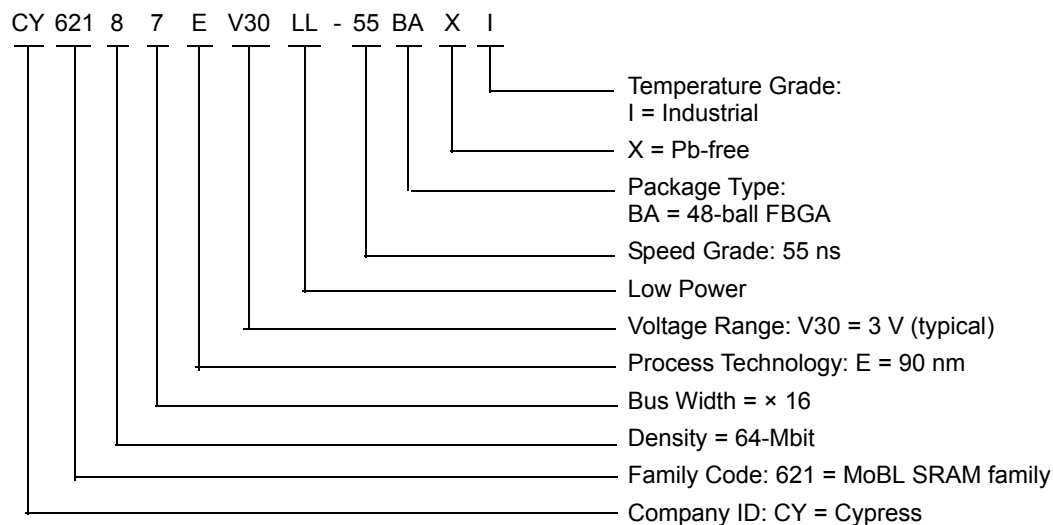 CY 621 8 7 E V30 LL - 55 BA X I
Temperature Grade:
I = Industrial
X = Pb-free
Package Type:
BA = 48-ball FBGA
Speed Grade: 55 ns
Low Power
Voltage Range: V30 = 3 V (typical)
Process Technology: E = 90 nm
Bus Width = × 16
Density = 64-Mbit
Family Code: 621 = MoBL SRAM family
Company ID: CY = Cypress